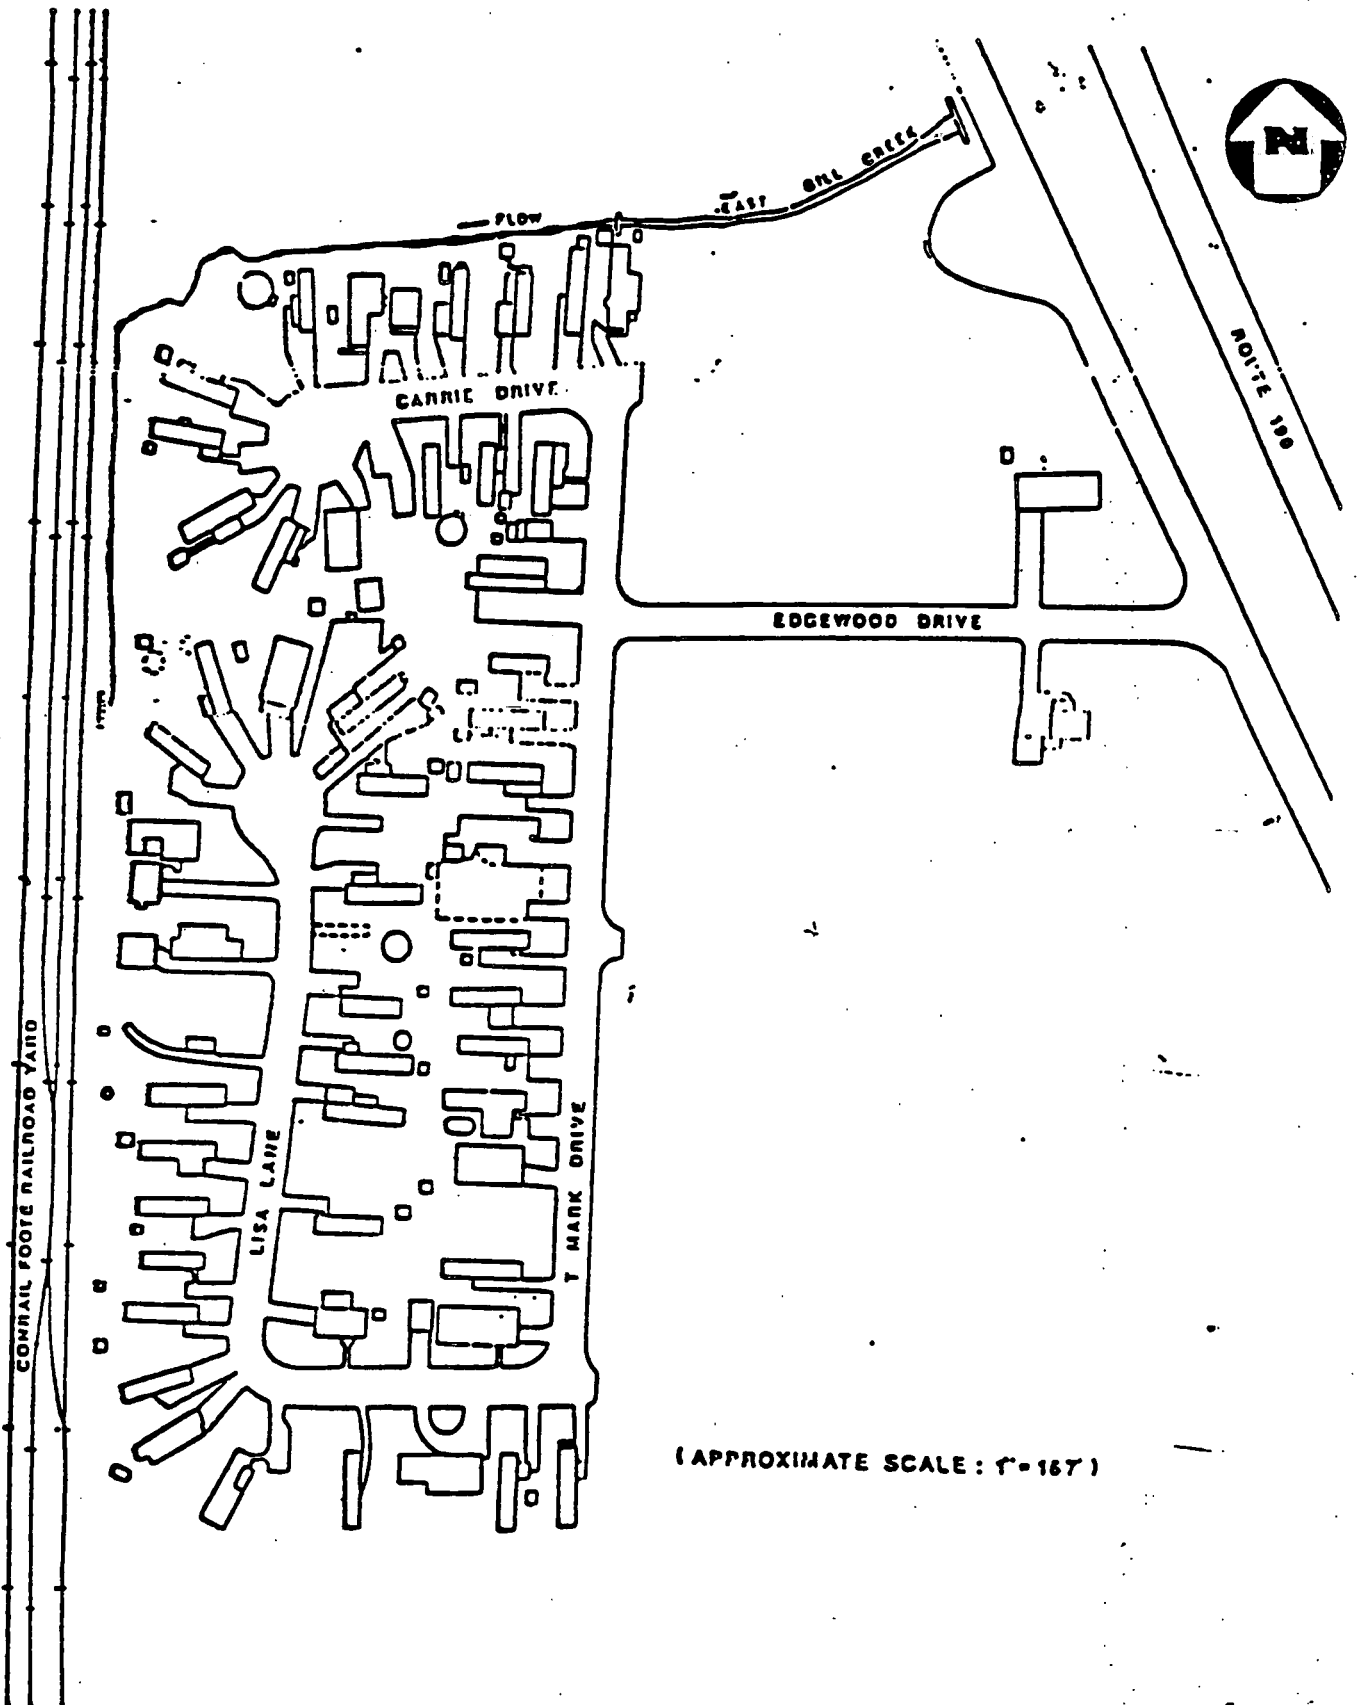 N
EAST GILL CREEK
FLOW
ROUTE 190
CARRIE DRIVE
EDGEWOOD DRIVE
CONRAIL FOOTE RAILROAD YARD
LISA LANE
T MARK DRIVE
(APPROXIMATE SCALE: 1"=167')